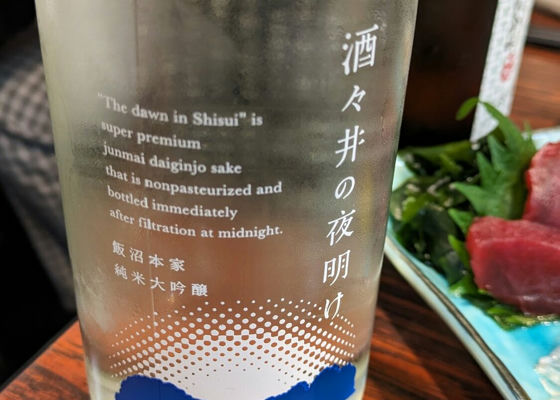 酒々井の夜明け
"The dawn in Shisui" is
super premium
junmai daiginjo sake
that is nonpasteurized and
bottled immediately
after filtration at midnight.
飯沼本家
純米大吟醸